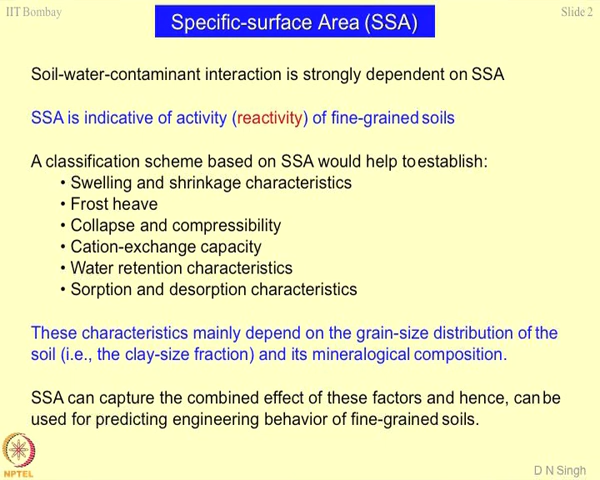 IIT Bombay
Specific-surface Area (SSA)
Slide 2
Soil-water-contaminant interaction is strongly dependent on SSA
SSA is indicative of activity (reactivity) of fine-grained soils
A classification scheme based on SSA would help to establish:
• Swelling and shrinkage characteristics
• Frost heave
• Collapse and compressibility
• Cation-exchange capacity
• Water retention characteristics
• Sorption and desorption characteristics
These characteristics mainly depend on the grain-size distribution of the
soil (i.e., the clay-size fraction) and its mineralogical composition.
SSA can capture the combined effect of these factors and hence, can be
used for predicting engineering behavior of fine-grained soils.
NPTEL
D N Singh